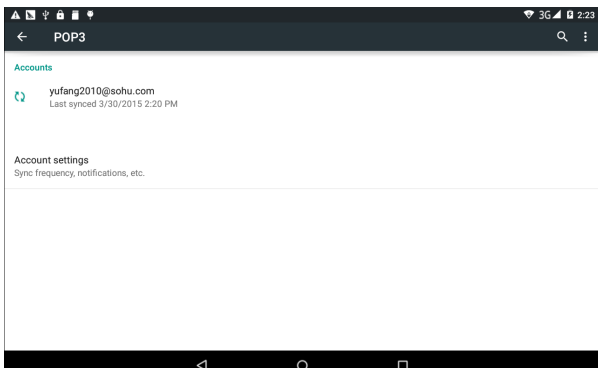 3G 2:23
POP3
Accounts
yufang2010@sohu.com
Last synced 3/30/2015 2:20 PM
Account settings
Sync frequency, notifications, etc.